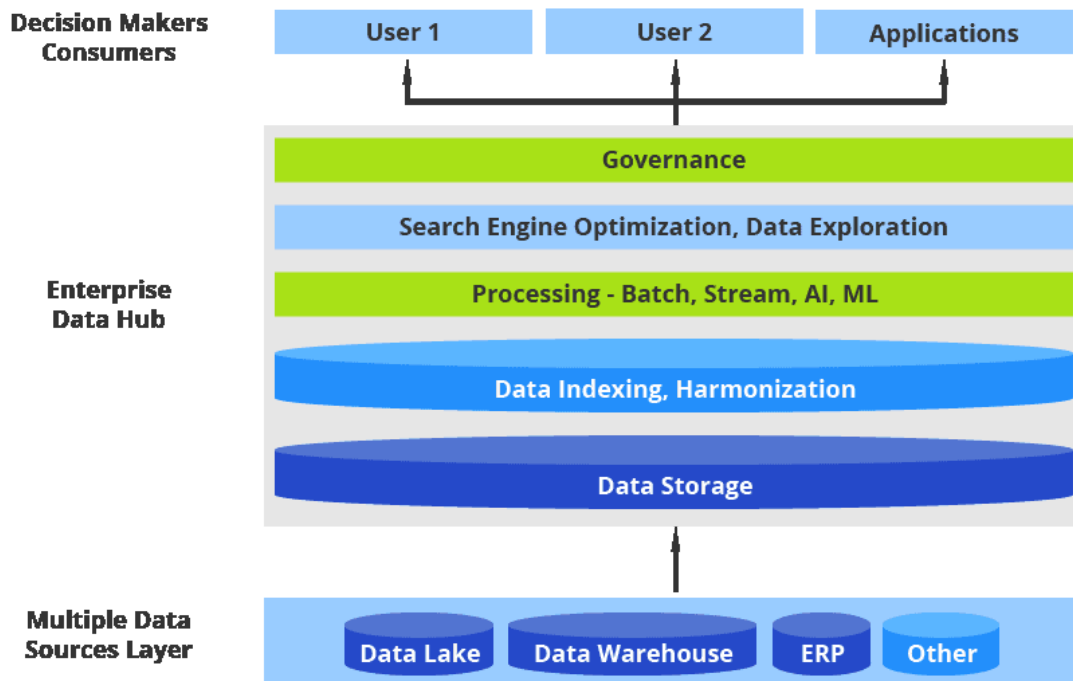 Decision Makers
Consumers
User 1
User 2
Applications
Enterprise
Data Hub
Governance
Search Engine Optimization, Data Exploration
Processing - Batch, Stream, AI, ML
Data Indexing, Harmonization
Data Storage
Multiple Data
Sources Layer
Data Lake
Data Warehouse
ERP
Other